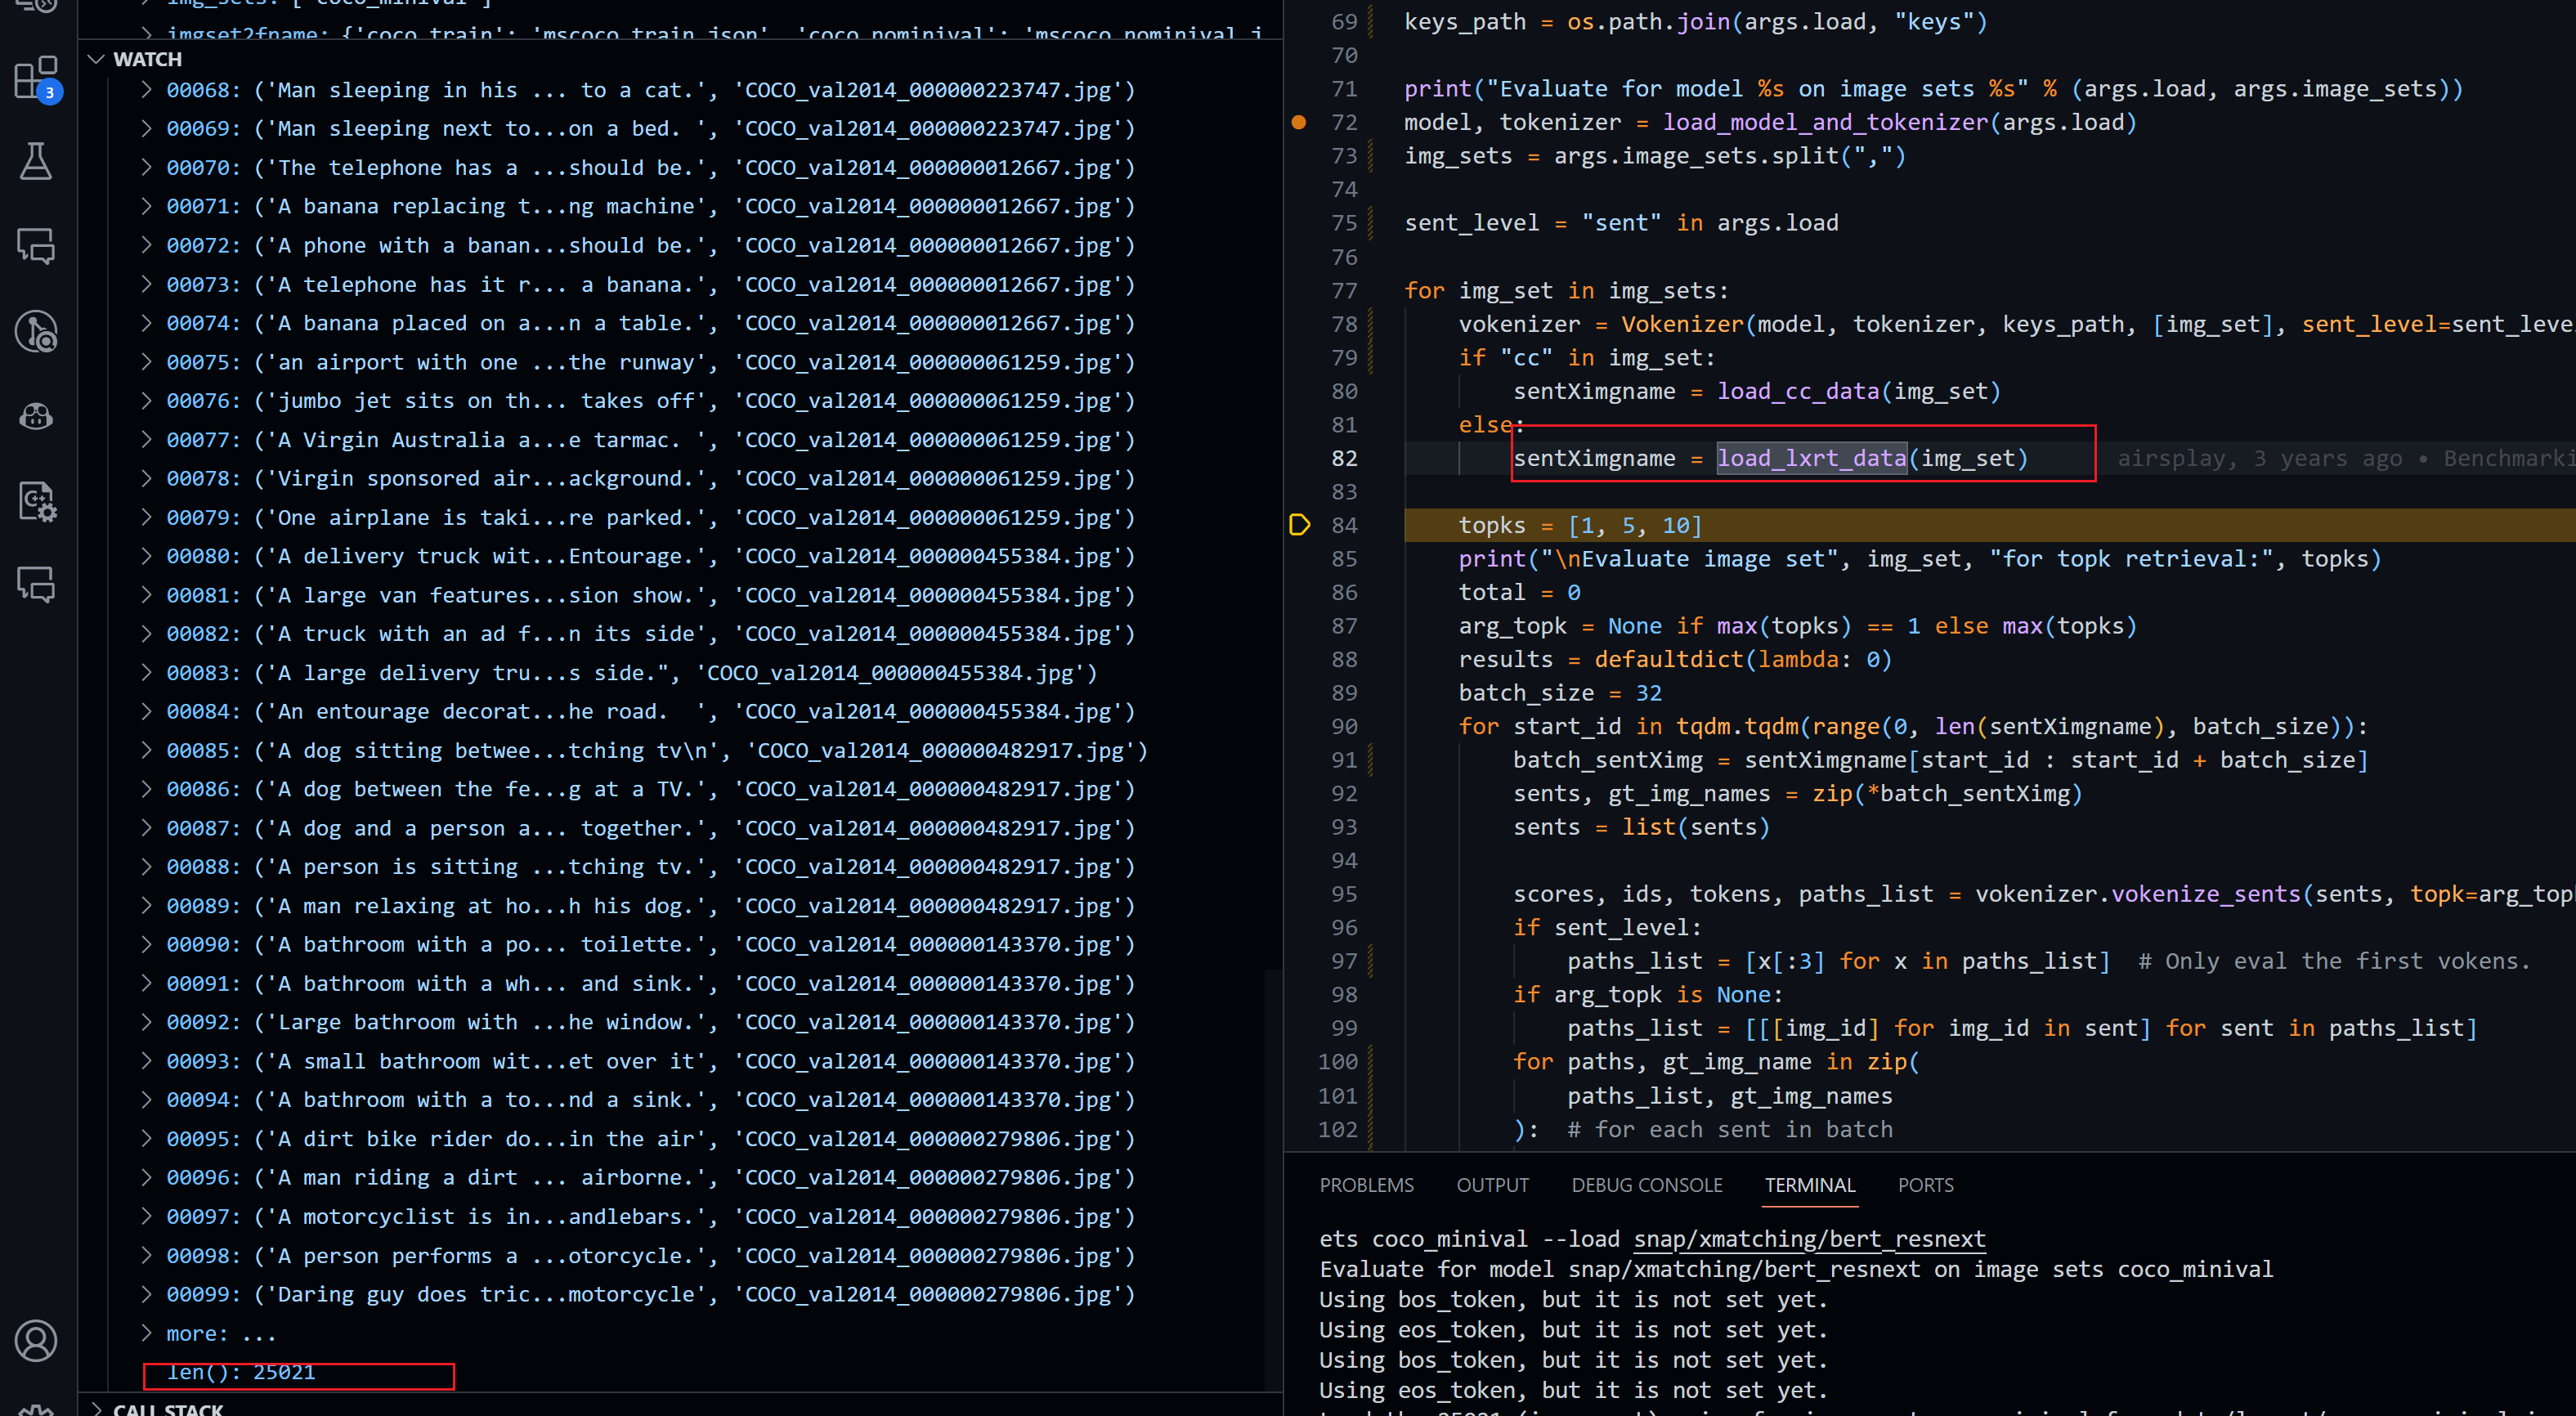 img_sets: ['coco_minival']
imgset2fname: {'coco_train': 'mscoco_train.json', 'coco_nominival': 'mscoco_nominival.j
WATCH
00068: ('Man sleeping in his ... to a cat.', 'COCO_val2014_000000223747.jpg')
00069: ('Man sleeping next to...on a bed. ', 'COCO_val2014_000000223747.jpg')
00070: ('The telephone has a ...should be.', 'COCO_val2014_000000012667.jpg')
00071: ('A banana replacing t...ng machine', 'COCO_val2014_000000012667.jpg')
00072: ('A phone with a banan...should be.', 'COCO_val2014_000000012667.jpg')
00073: ('A telephone has it r... a banana.', 'COCO_val2014_000000012667.jpg')
00074: ('A banana placed on a...n a table.', 'COCO_val2014_000000012667.jpg')
00075: ('an airport with one ...the runway', 'COCO_val2014_000000061259.jpg')
00076: ('jumbo jet sits on th... takes off', 'COCO_val2014_000000061259.jpg')
00077: ('A Virgin Australia a...e tarmac. ', 'COCO_val2014_000000061259.jpg')
00078: ('Virgin sponsored air...ackground.', 'COCO_val2014_000000061259.jpg')
00079: ('One airplane is taki...re parked.', 'COCO_val2014_000000061259.jpg')
00080: ('A delivery truck wit...Entourage.', 'COCO_val2014_000000455384.jpg')
00081: ('A large van features...sion show.', 'COCO_val2014_000000455384.jpg')
00082: ('A truck with an ad f...n its side', 'COCO_val2014_000000455384.jpg')
00083: ('A large delivery tru...s side.", 'COCO_val2014_000000455384.jpg')
00084: ('An entourage decorat...he road.  ', 'COCO_val2014_000000455384.jpg')
00085: ('A dog sitting betwee...tching tv\n', 'COCO_val2014_000000482917.jpg')
00086: ('A dog between the fe...g at a TV.', 'COCO_val2014_000000482917.jpg')
00087: ('A dog and a person a... together.', 'COCO_val2014_000000482917.jpg')
00088: ('A person is sitting ...tching tv.', 'COCO_val2014_000000482917.jpg')
00089: ('A man relaxing at ho...h his dog.', 'COCO_val2014_000000482917.jpg')
00090: ('A bathroom with a po... toilette.', 'COCO_val2014_000000143370.jpg')
00091: ('A bathroom with a wh... and sink.', 'COCO_val2014_000000143370.jpg')
00092: ('Large bathroom with ...he window.', 'COCO_val2014_000000143370.jpg')
00093: ('A small bathroom wit...et over it', 'COCO_val2014_000000143370.jpg')
00094: ('A bathroom with a to...nd a sink.', 'COCO_val2014_000000143370.jpg')
00095: ('A dirt bike rider do...in the air', 'COCO_val2014_000000279806.jpg')
00096: ('A man riding a dirt ... airborne.', 'COCO_val2014_000000279806.jpg')
00097: ('A motorcyclist is in...andlebars.', 'COCO_val2014_000000279806.jpg')
00098: ('A person performs a ...otorcycle.', 'COCO_val2014_000000279806.jpg')
00099: ('Daring guy does tric...motorcycle', 'COCO_val2014_000000279806.jpg')
more: ...
len(): 25021
CALL STACK
3
69 keys_path = os.path.join(args.load, "keys")
70
71 print("Evaluate for model %s on image sets %s" % (args.load, args.image_sets))
72 model, tokenizer = load_model_and_tokenizer(args.load)
73 img_sets = args.image_sets.split(",")
74
75 sent_level = "sent" in args.load
76
77 for img_set in img_sets:
78 vokenizer = Vokenizer(model, tokenizer, keys_path, [img_set], sent_level=sent_leve
79 if "cc" in img_set:
80 sentXimgname = load_cc_data(img_set)
81 else:
82 sentXimgname = load_lxrt_data(img_set) airsplay, 3 years ago • Benchmarki
83
84 topks = [1, 5, 10]
85 print("\nEvaluate image set", img_set, "for topk retrieval:", topks)
86 total = 0
87 arg_topk = None if max(topks) == 1 else max(topks)
88 results = defaultdict(lambda: 0)
89 batch_size = 32
90 for start_id in tqdm.tqdm(range(0, len(sentXimgname), batch_size)):
91 batch_sentXimg = sentXimgname[start_id : start_id + batch_size]
92 sents, gt_img_names = zip(*batch_sentXimg)
93 sents = list(sents)
94
95 scores, ids, tokens, paths_list = vokenizer.vokenize_sents(sents, topk=arg_top
96 if sent_level:
97 paths_list = [x[:3] for x in paths_list]  # Only eval the first vokens.
98 if arg_topk is None:
99 paths_list = [[[img_id] for img_id in sent] for sent in paths_list]
100 for paths, gt_img_name in zip(
101 paths_list, gt_img_names
102 ):  # for each sent in batch
PROBLEMS OUTPUT DEBUG CONSOLE TERMINAL PORTS
ets coco_minival --load snap/xmatching/bert_resnext
Evaluate for model snap/xmatching/bert_resnext on image sets coco_minival
Using bos_token, but it is not set yet.
Using eos_token, but it is not set yet.
Using bos_token, but it is not set yet.
Using eos_token, but it is not set yet.